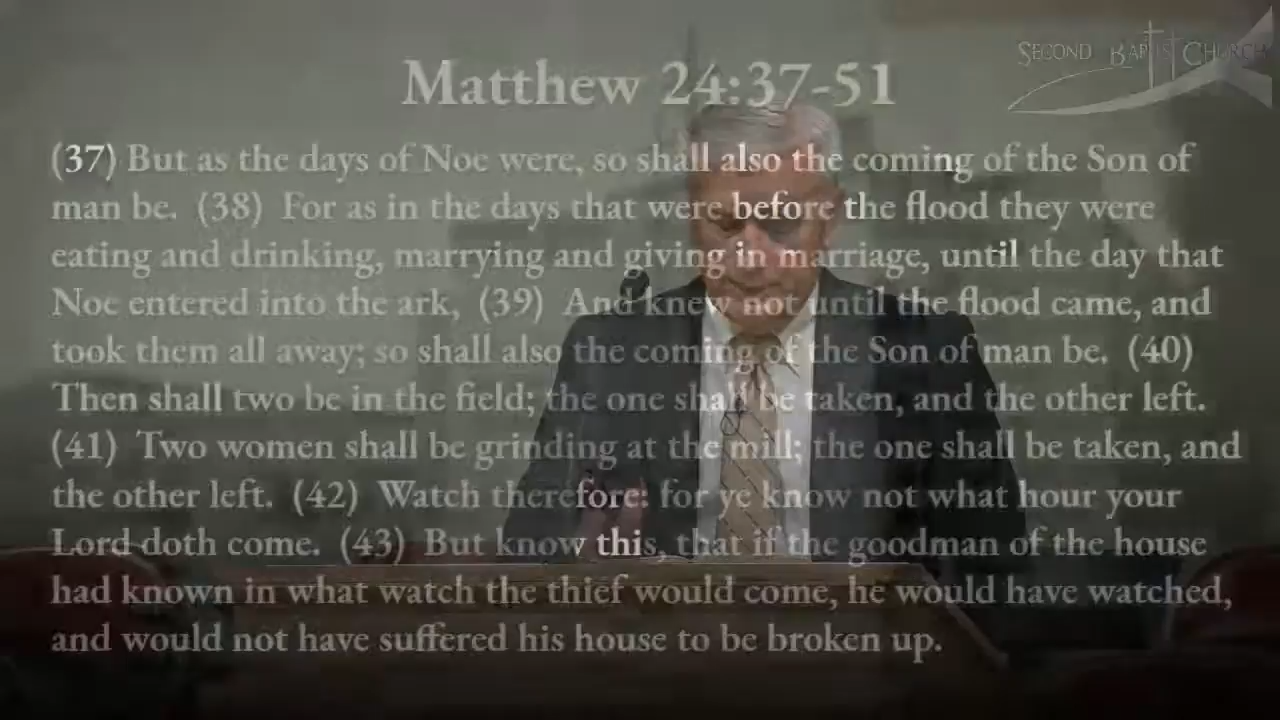 SECOND BAPTIST CHURCH
Matthew 24:37-51
(37) But as the days of Noe were, so shall also the coming of the Son of
man be. (38) For as in the days that were before the flood they were
eating and drinking, marrying and giving in marriage, until the day that
Noe entered into the ark, (39) And knew not until the flood came, and
took them all away; so shall also the coming of the Son of man be. (40)
Then shall two be in the field; the one shall be taken, and the other left.
(41) Two women shall be grinding at the mill; the one shall be taken, and
the other left. (42) Watch therefore: for ye know not what hour your
Lord doth come. (43) But know this, that if the goodman of the house
had known in what watch the thief would come, he would have watched,
and would not have suffered his house to be broken up.